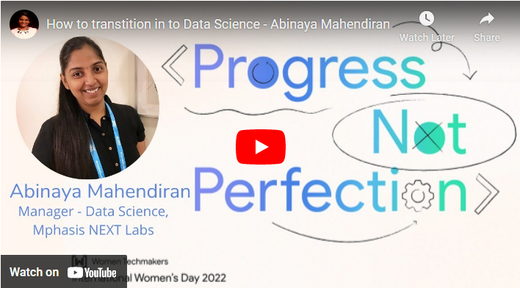 How to transtition in to Data Science - Abinaya Mahendiran
Watch Later
Share
Progress
Not
Perfection
Abinaya Mahendiran
Manager - Data Science,
Mphasis NEXT Labs
Watch on YouTube
Women Techmakers
International Women's Day 2022